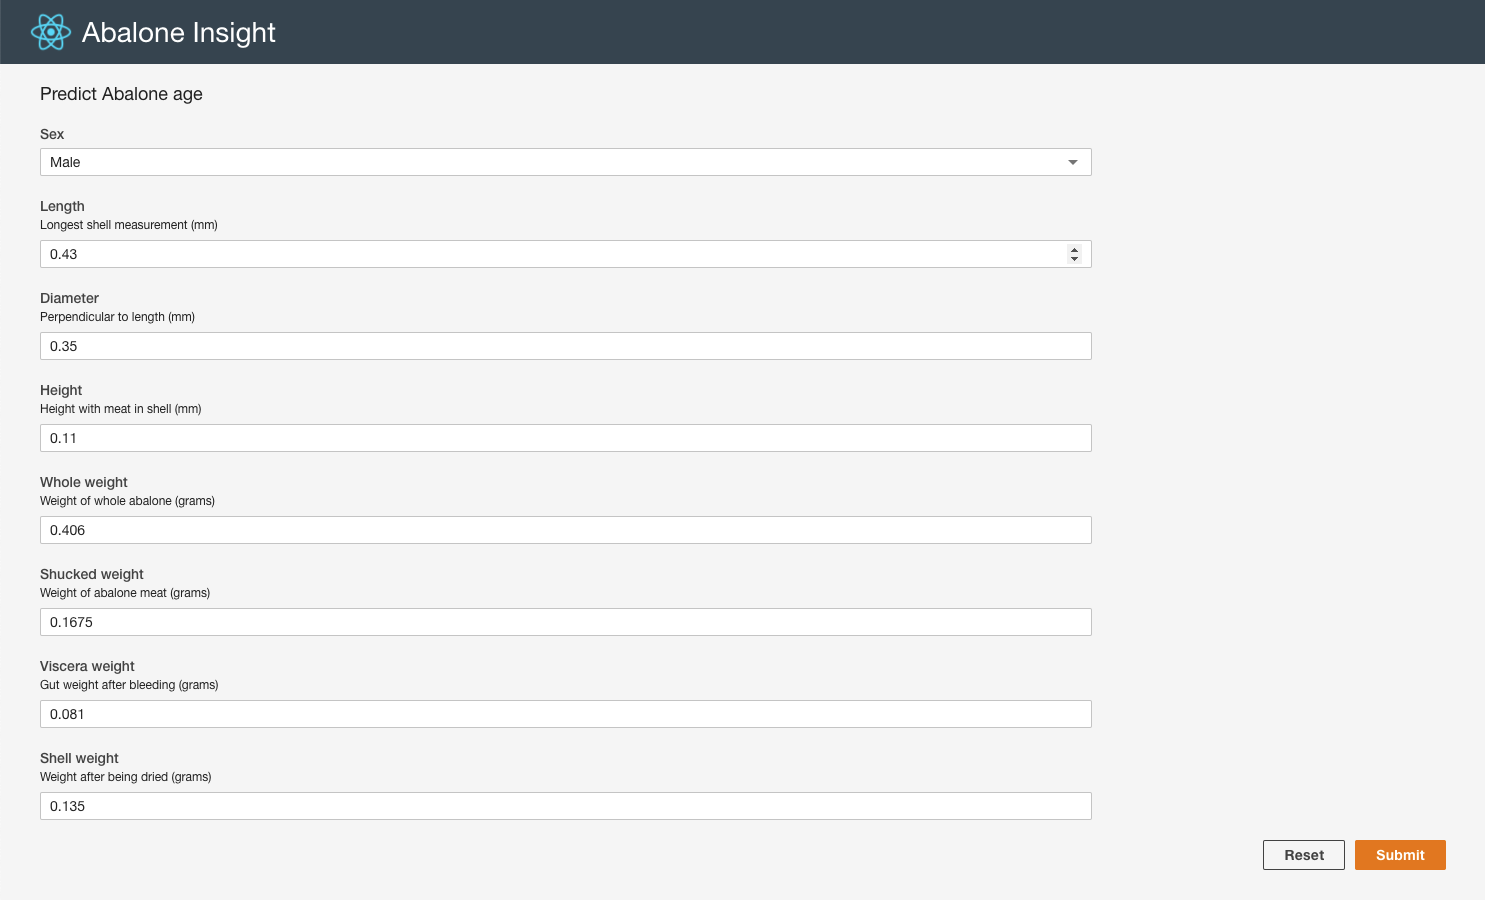 Abalone Insight
Predict Abalone age
Sex
Male
Length
Longest shell measurement (mm)
0.43
Diameter
Perpendicular to length (mm)
0.35
Height
Height with meat in shell (mm)
0.11
Whole weight
Weight of whole abalone (grams)
0.406
Shucked weight
Weight of abalone meat (grams)
0.1675
Viscera weight
Gut weight after bleeding (grams)
0.081
Shell weight
Weight after being dried (grams)
0.135
Reset Submit